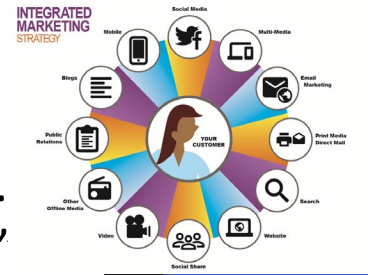 INTEGRATED
MARKETING
STRATEGY
Social Media
Mobile
Multi-Media
Blogs
Email
Marketing
Public
Relations
YOUR
CUSTOMER
Print Media
Direct Mail
Other
Offline Media
Search
Video
Website
Social Share